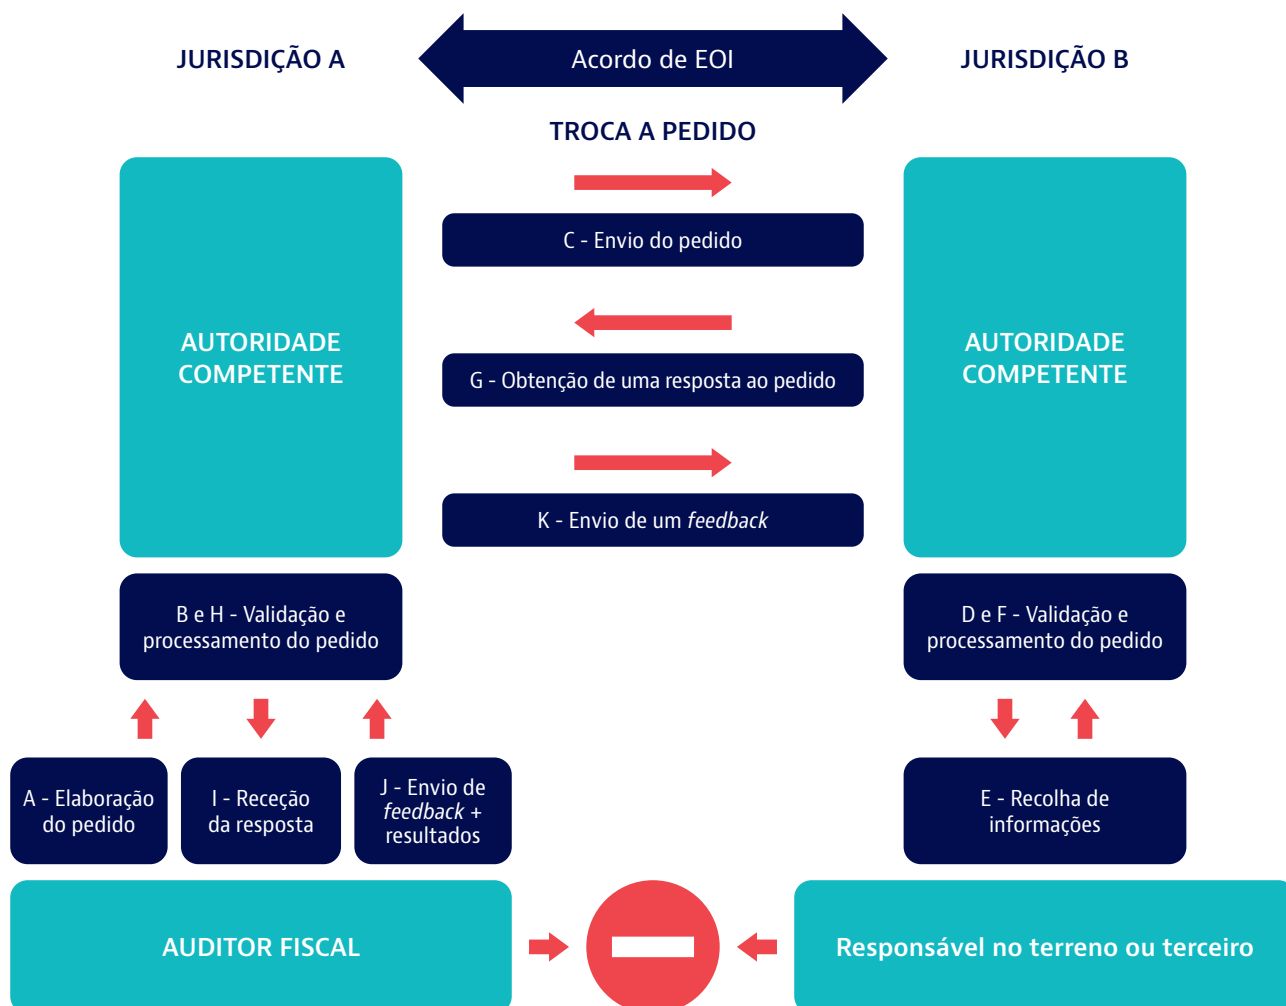 JURISDIÇÃO A
Acordo de EOI
JURISDIÇÃO B
TROCA A PEDIDO
C - Envio do pedido
AUTORIDADE
COMPETENTE
G - Obtenção de uma resposta ao pedido
AUTORIDADE
COMPETENTE
K - Envio de um feedback
B e H - Validação e
processamento do pedido
D e F - Validação e
processamento do pedido
A - Elaboração
do pedido
I - Receção
da resposta
J - Envio de
feedback +
resultados
E - Recolha de
informações
AUDITOR FISCAL
Responsável no terreno ou terceiro